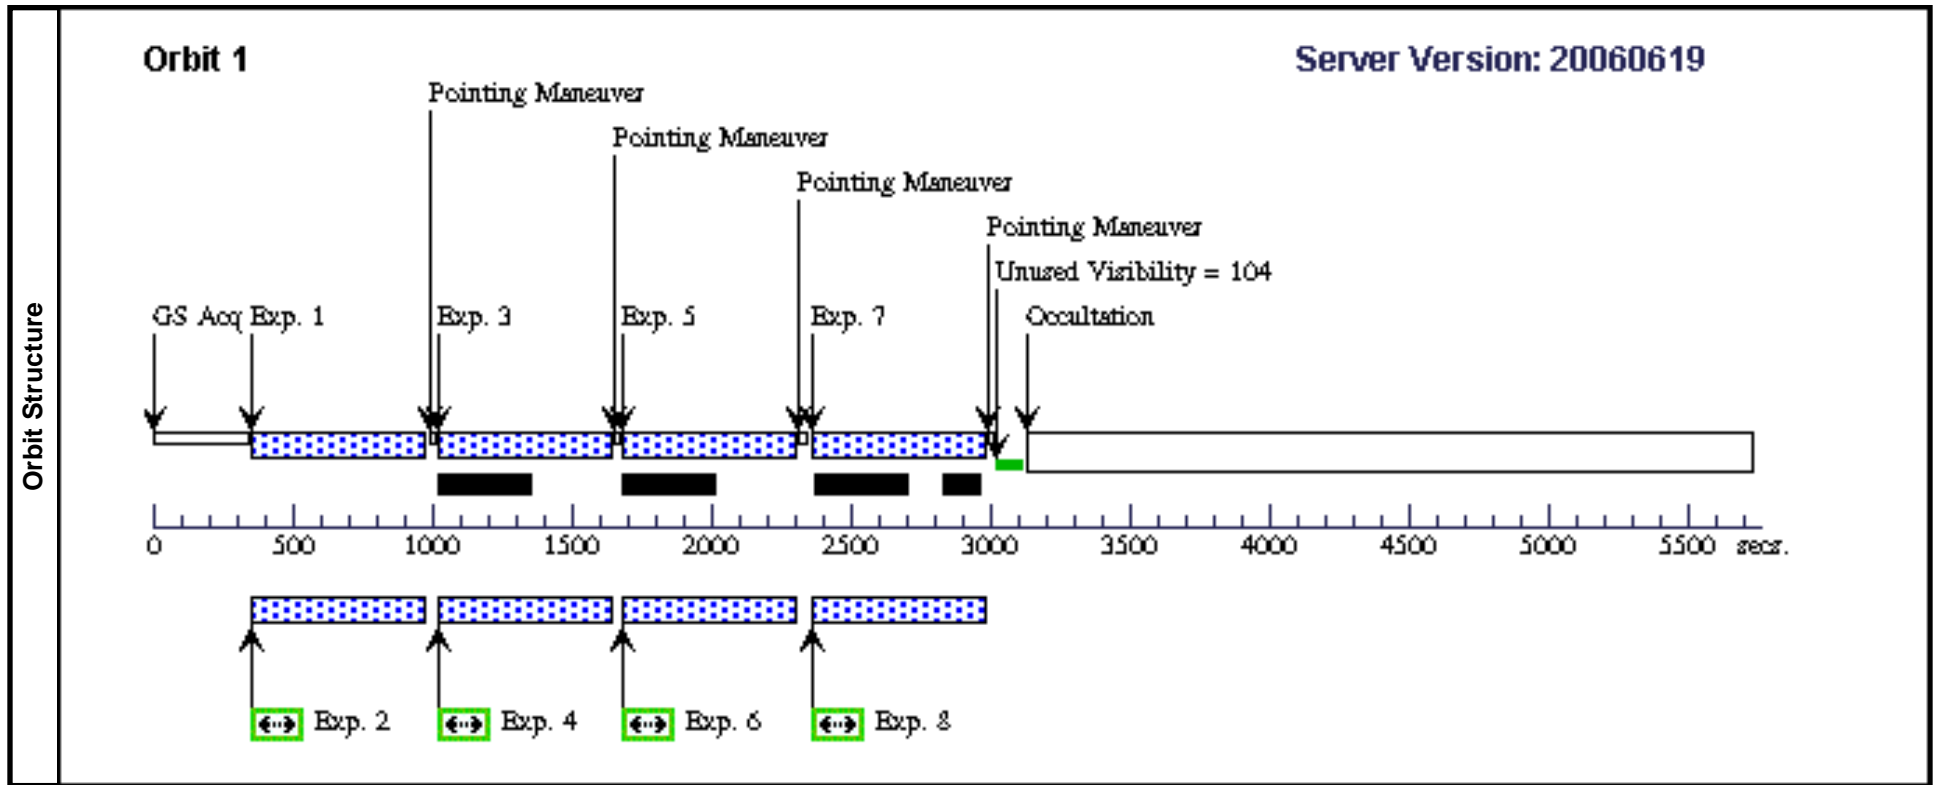 Orbit Structure
Orbit 1
Server Version: 20060619
Pointing Maneuver
Pointing Maneuver
Pointing Maneuver
Pointing Maneuver
Unused Visibility = 104
GS Acq
Exp. 1
Exp. 3
Exp. 5
Exp. 7
Occultation
0
500
1000
1500
2000
2500
3000
3500
4000
4500
5000
5500
secs.
Exp. 2
Exp. 4
Exp. 6
Exp. 8